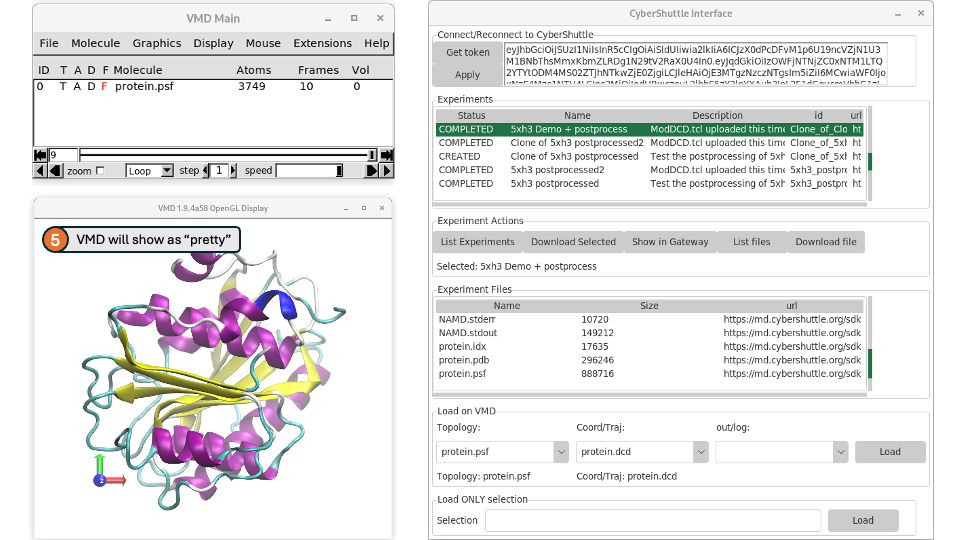 VMD Main
File Molecule Graphics Display Mouse Extensions Help
ID T A D F Molecule Atoms Frames Vol
0 T A D F protein.psf 3749 10 0
9
zoom Loop step 1 speed
VMD 1.9.4a58 OpenGL Display
5 VMD will show as “pretty”
z
CyberShuttle Interface
Connect/Reconnect to CyberShuttle
Get token
Apply
Experiments
Status Name Description id url
COMPLETED 5xh3 Demo + postprocess ModDCD.tcl uploaded this time Clone_of_Clo ht
COMPLETED Clone of 5xh3 postprocessed2 ModDCD.tcl uploaded this time Clone_of_5xh ht
CREATED Clone of 5xh3 postprocessed Test the postprocessing of 5xh Clone_of_5xh ht
COMPLETED 5xh3 postprocessed2 ModDCD.tcl uploaded this time 5xh3_postpro ht
COMPLETED 5xh3 postprocessed Test the postprocessing of 5xh 5xh3_postpro ht
Experiment Actions
List Experiments Download Selected Show in Gateway List files Download file
Selected: 5xh3 Demo + postprocess
Experiment Files
Name Size url
NAMD.stderr 10720 https://md.cybershuttle.org/sdk
NAMD.stdout 149212 https://md.cybershuttle.org/sdk
protein.idx 17635 https://md.cybershuttle.org/sdk
protein.pdb 296246 https://md.cybershuttle.org/sdk
protein.psf 888716 https://md.cybershuttle.org/sdk
Load on VMD
Topology: Coord/Traj: out/log:
protein.psf protein.dcd Load
Topology: protein.psf Coord/Traj: protein.dcd
Load ONLY selection
Selection Load